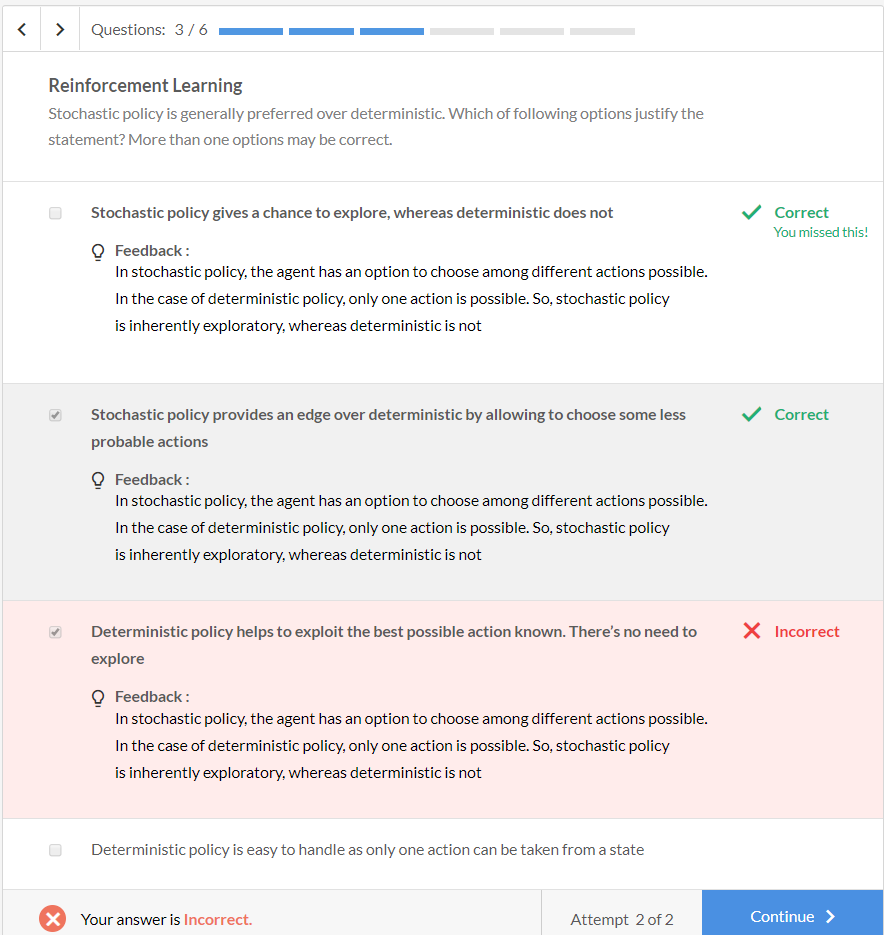 Questions: 3 / 6
Reinforcement Learning
Stochastic policy is generally preferred over deterministic. Which of following options justify the
statement? More than one options may be correct.
Stochastic policy gives a chance to explore, whereas deterministic does not
Correct
You missed this!
Feedback :
In stochastic policy, the agent has an option to choose among different actions possible.
In the case of deterministic policy, only one action is possible. So, stochastic policy
is inherently exploratory, whereas deterministic is not
Stochastic policy provides an edge over deterministic by allowing to choose some less
probable actions
Correct
Feedback :
In stochastic policy, the agent has an option to choose among different actions possible.
In the case of deterministic policy, only one action is possible. So, stochastic policy
is inherently exploratory, whereas deterministic is not
Deterministic policy helps to exploit the best possible action known. There’s no need to
explore
Incorrect
Feedback :
In stochastic policy, the agent has an option to choose among different actions possible.
In the case of deterministic policy, only one action is possible. So, stochastic policy
is inherently exploratory, whereas deterministic is not
Deterministic policy is easy to handle as only one action can be taken from a state
Your answer is Incorrect.
Attempt 2 of 2
Continue